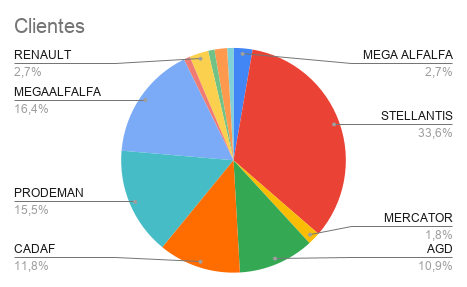 Clientes
RENAULT
2,7%
MEGAALFALFA
16,4%
PRODEMAN
15,5%
CADAF
11,8%
MEGA ALFALFA
2,7%
STELLANTIS
33,6%
MERCATOR
1,8%
AGD
10,9%